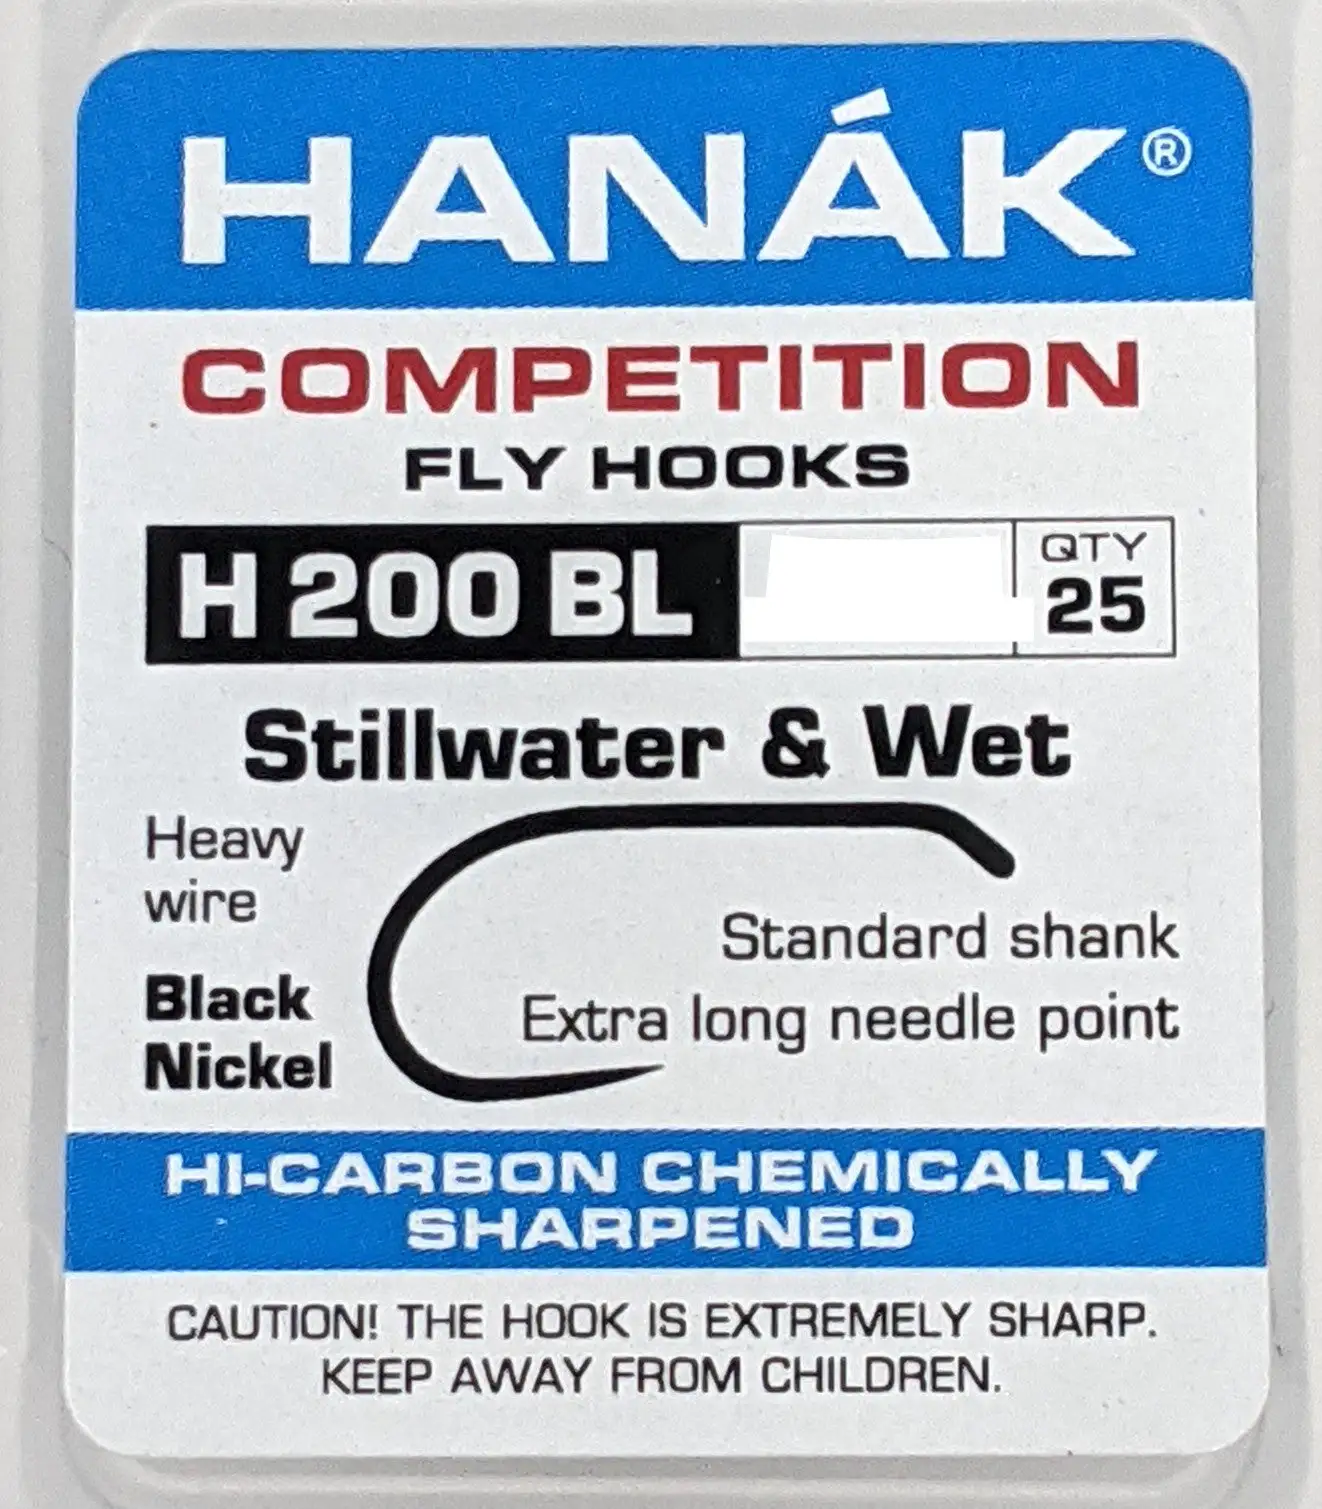 HANÁK®
COMPETITION
FLY HOOKS
H 200 BL
QTY
25
Stillwater & Wet
Heavy
wire
Black
Nickel
Standard shank
Extra long needle point
HI-CARBON CHEMICALLY
SHARPENED
CAUTION! THE HOOK IS EXTREMELY SHARP.
KEEP AWAY FROM CHILDREN.